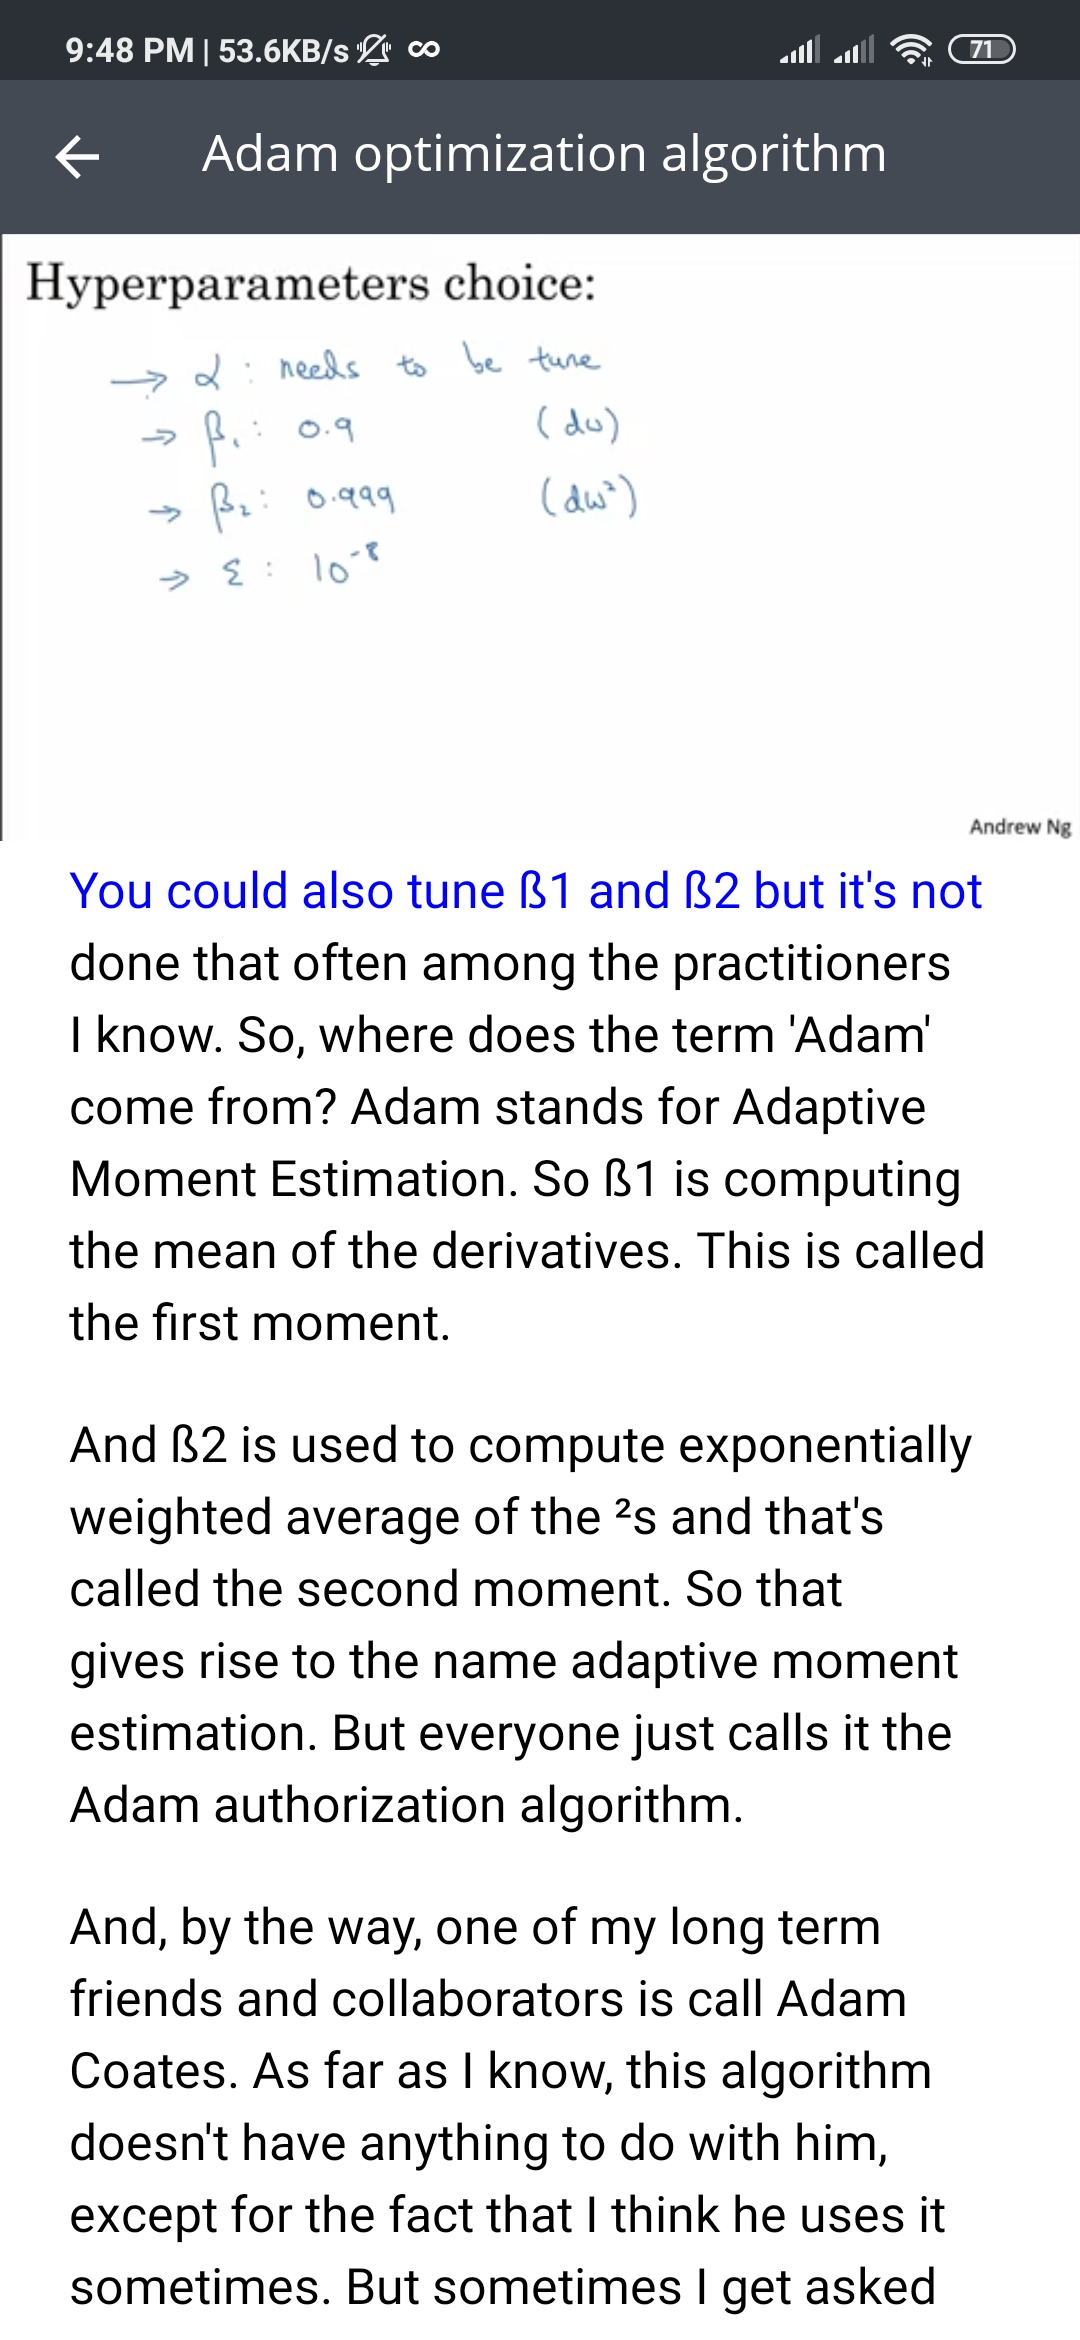 9:48 PM | 53.6KB/s
71
Adam optimization algorithm
Hyperparameters choice:
→ α : needs to be tune
→ β₁ : 0.9 (dw)
→ β₂ : 0.999 (dw²)
→ ε : 10⁻⁸
Andrew Ng
You could also tune ß1 and ß2 but it's not
done that often among the practitioners
I know. So, where does the term 'Adam'
come from? Adam stands for Adaptive
Moment Estimation. So ß1 is computing
the mean of the derivatives. This is called
the first moment.
And ß2 is used to compute exponentially
weighted average of the ²s and that's
called the second moment. So that
gives rise to the name adaptive moment
estimation. But everyone just calls it the
Adam authorization algorithm.
And, by the way, one of my long term
friends and collaborators is call Adam
Coates. As far as I know, this algorithm
doesn't have anything to do with him,
except for the fact that I think he uses it
sometimes. But sometimes I get asked